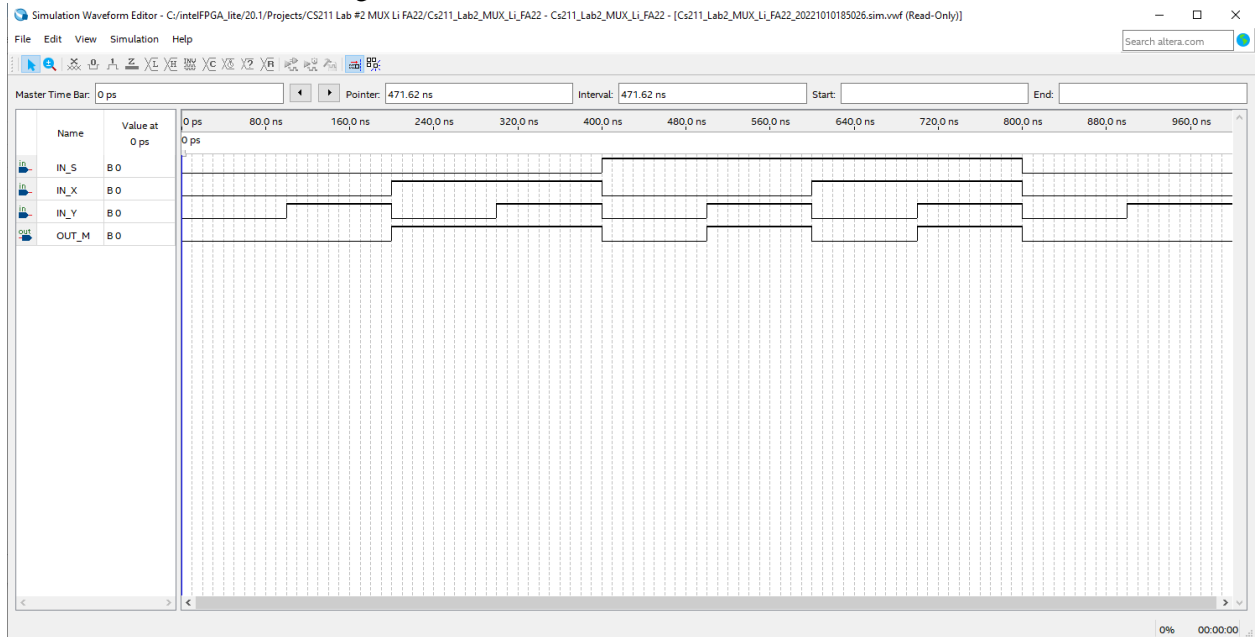 Simulation Waveform Editor - C:/intelFPGA_lite/20.1/Projects/CS211 Lab #2 MUX Li FA22/Cs211_Lab2_MUX_Li_FA22 - Cs211_Lab2_MUX_Li_FA22 - [Cs211_Lab2_MUX_Li_FA22_20221010185026.sim.vwf (Read-Only)]
File Edit View Simulation Help
Search altera.com
Master Time Bar: 0 ps Pointer: 471.62 ns Interval: 471.62 ns Start: End:
Name Value at 0 ps
0 ps 80.0 ns 160.0 ns 240.0 ns 320.0 ns 400.0 ns 480.0 ns 560.0 ns 640.0 ns 720.0 ns 800.0 ns 880.0 ns 960.0 ns
0 ps
in IN_S B 0
in IN_X B 0
in IN_Y B 0
out OUT_M B 0
0% 00:00:00